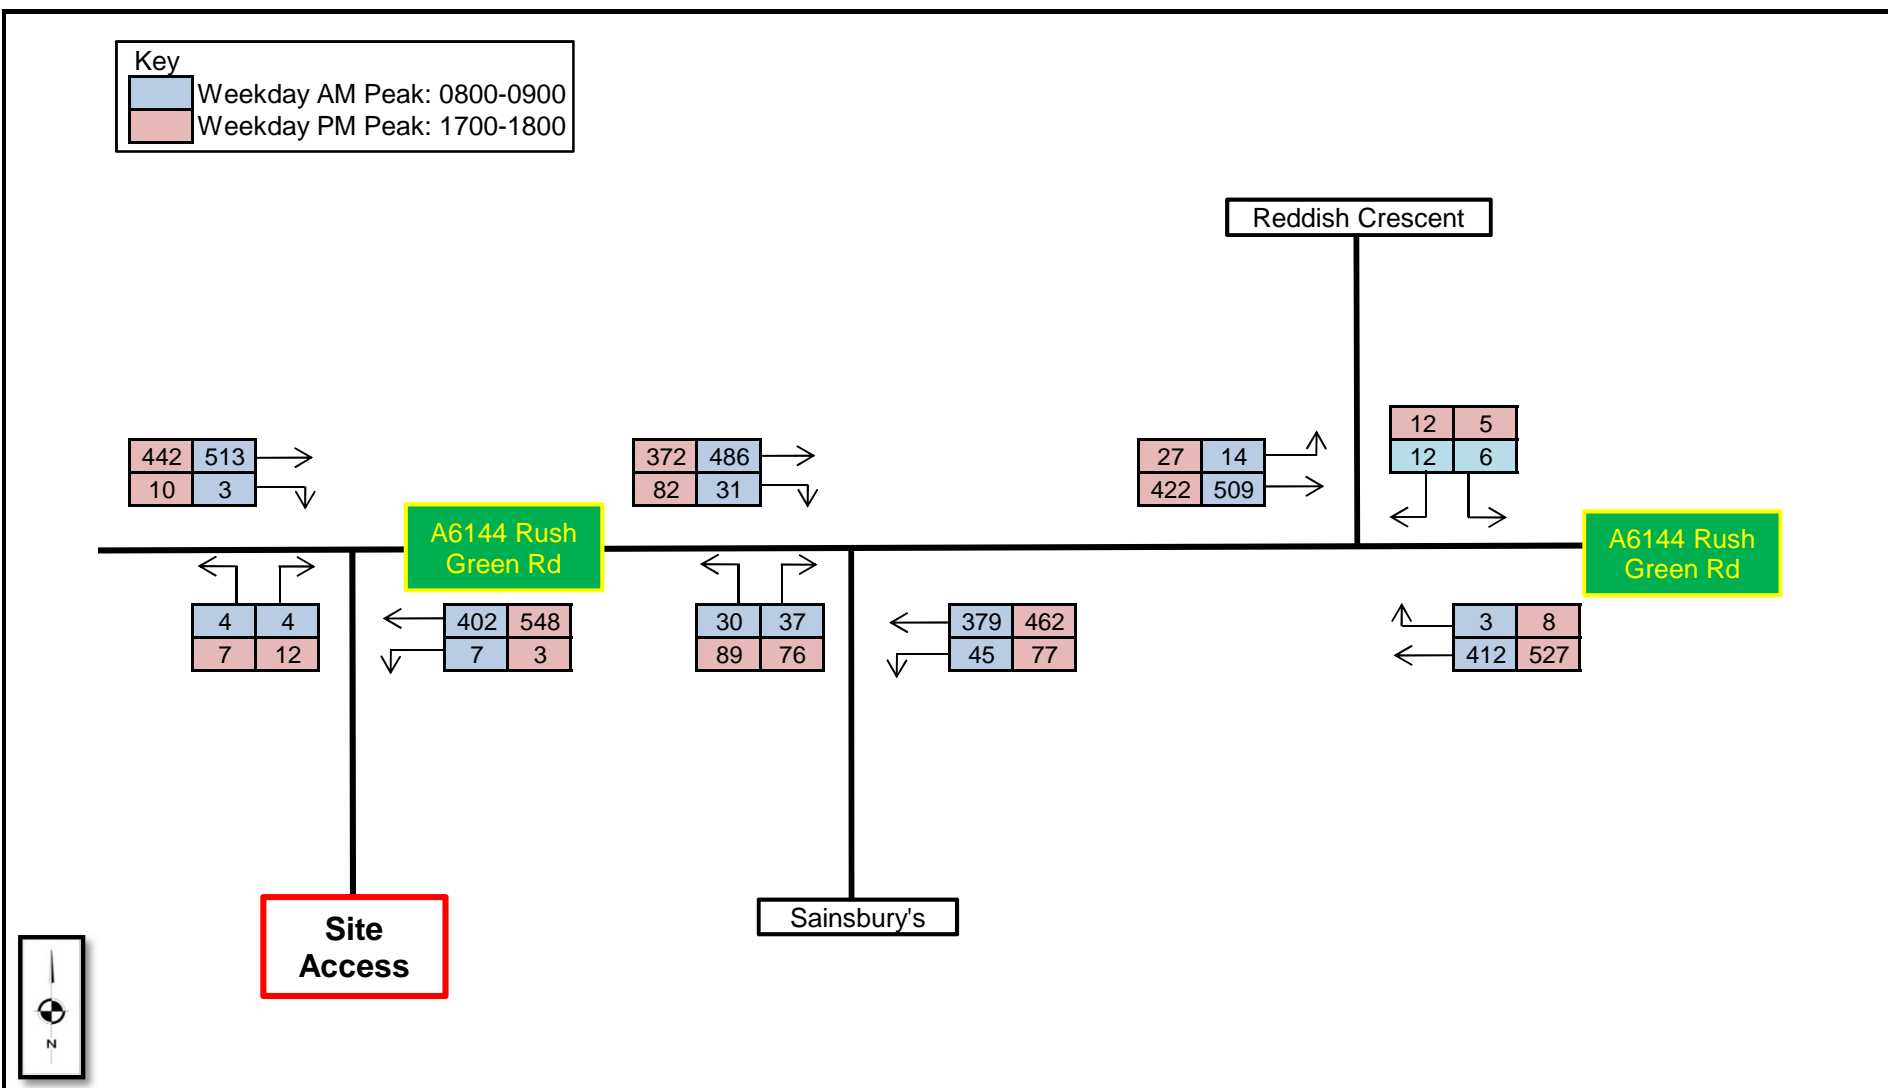 Key
Weekday AM Peak: 0800-0900
Weekday PM Peak: 1700-1800
Reddish Crescent
12 5
12 6
442 513
10 3
372 486
82 31
27 14
422 509
A6144 Rush
Green Rd
A6144 Rush
Green Rd
4 4
7 12
402 548
7 3
30 37
89 76
379 462
45 77
3 8
412 527
Site
Access
Sainsbury's
N